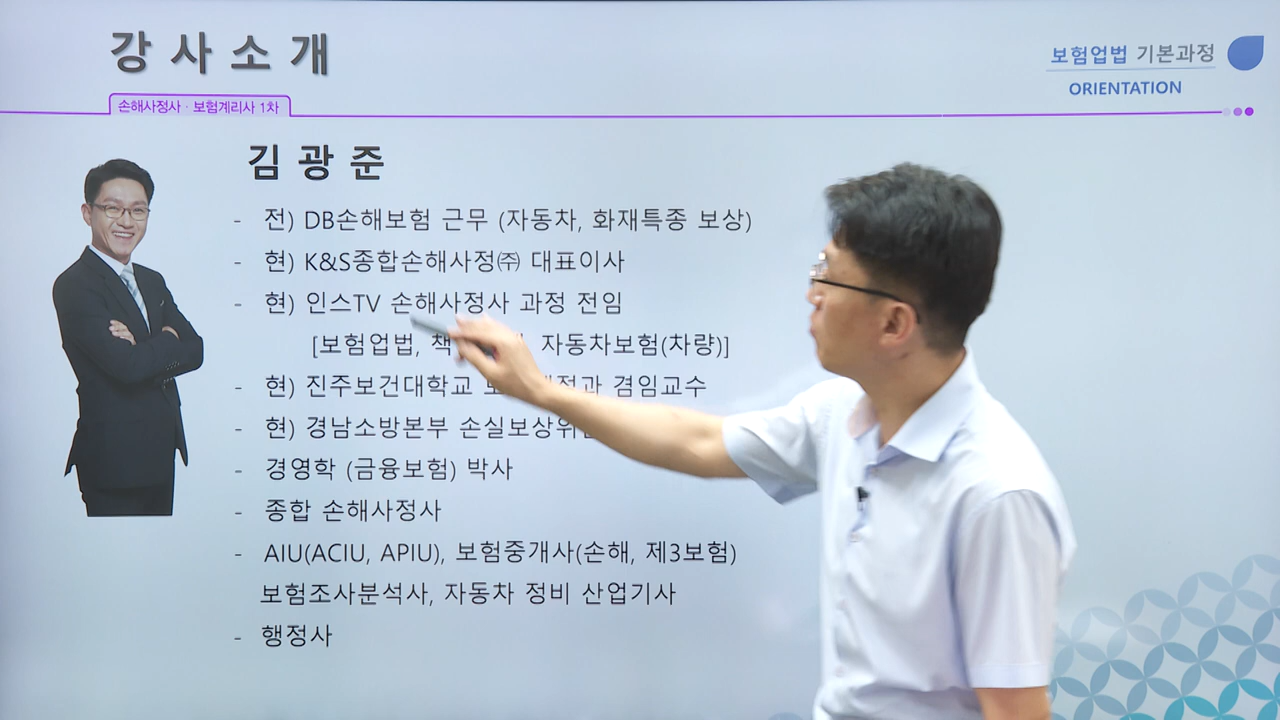 강 사 소 개
보험업법 기본과정
ORIENTATION
손해사정사 · 보험계리사 1차
김 광 준
- 전) DB손해보험 근무 (자동차, 화재특종 보상)
- 현) K&S종합손해사정㈜ 대표이사
- 현) 인스TV 손해사정사 과정 전임
[보험업법, 자동차보험(차량)]
- 현) 진주보건대학교 겸임교수
- 현) 경남소방본부
- 경영학 (금융보험) 박사
- 종합 손해사정사
- AIU(ACIU, APIU), 보험중개사(손해, 제3보험)
보험조사분석사, 자동차 정비 산업기사
- 행정사